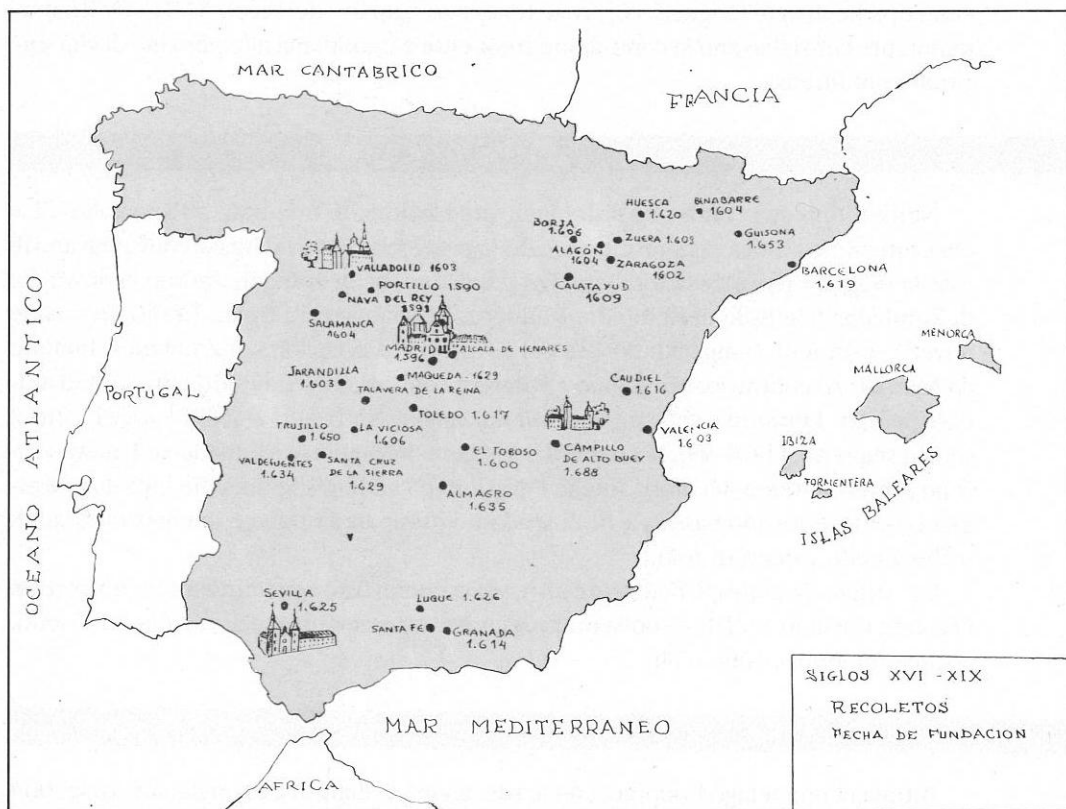 MAR CANTABRICO
FRANCIA
OCEANO ATLANTICO
PORTUGAL
HUESCA
1.620
BINABARRE
1604
BORJA
1.606
ZUERA 1.603
GUISONA
1.653
ALAGÓN
1604
ZARAGOZA
1602
CALATAYUD
1609
BARCELONA
1.619
VALLADOLID 1603
PORTILLO 1590
NAVA DEL REY
1591
SALAMANCA
1604
MADRID
1.596
ALCALA DE HENARES
JARANDILLA
1.603
MAQUEDA 1629
TALAVERA DE LA REINA
TOLEDO 1.617
CAUDIEL
1.616
MENORCA
MALLORCA
IBIZA
FORMENTERA
ISLAS BALEARES
TRUJILLO
1.650
LA VICIOSA
1.606
EL TOBOSO
1.600
CAMPILLO
DE ALTO BUEY
1.688
VALENCIA
1.603
VALDEFUENTES
1.634
SANTA CRUZ
DE LA SIERRA
1.629
ALMAGRO
1.635
SEVILLA
1.625
LUQUE 1.626
SANTA FE
GRANADA
1.614
MAR MEDITERRANEO
AFRICA
SIGLOS XVI - XIX
RECOLETOS
FECHA DE FUNDACION